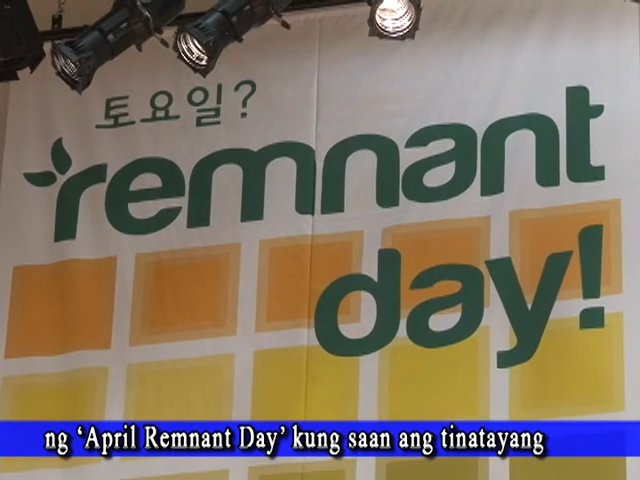 토요일?
remnant
day!
ng ‘April Remnant Day’ kung saan ang tinatayang